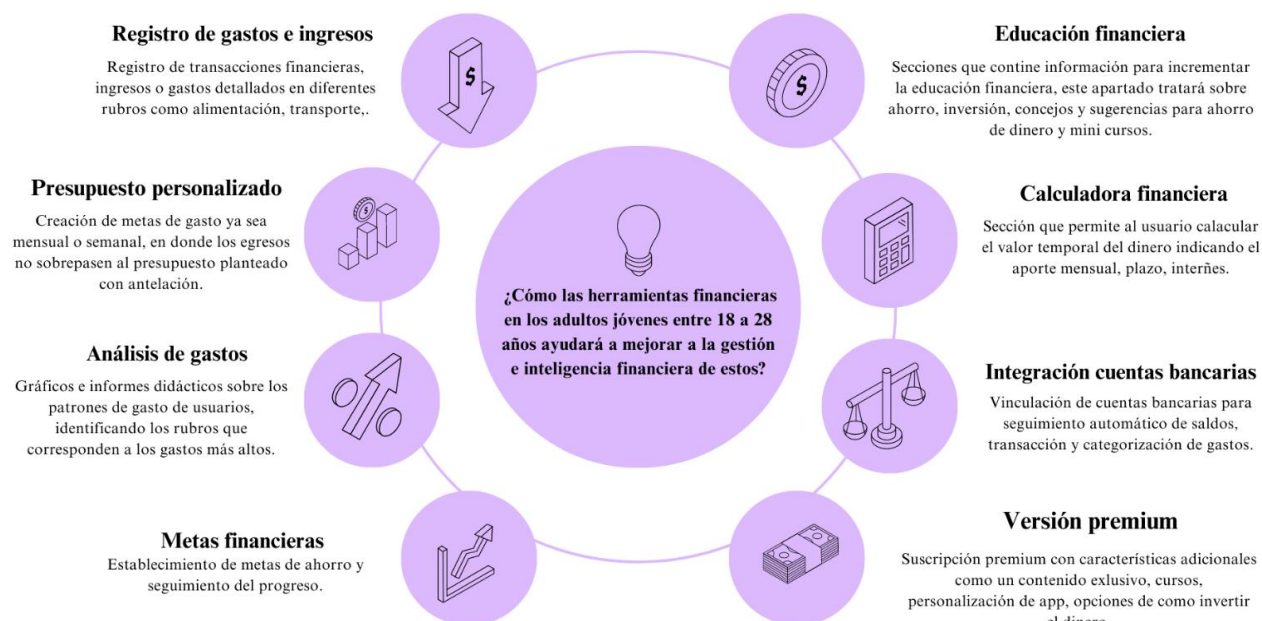 Registro de gastos e ingresos
Registro de transacciones financieras,
ingresos o gastos detallados en diferentes
rubros como alimentación, transporte,.
Presupuesto personalizado
Creación de metas de gasto ya sea
mensual o semanal, en donde los egresos
no sobrepasen al presupuesto planteado
con antelación.
Análisis de gastos
Gráficos e informes didácticos sobre los
patrones de gasto de usuarios,
identificando los rubros que
corresponden a los gastos más altos.
Metas financieras
Establecimiento de metas de ahorro y
seguimiento del progreso.
$
$
$
¿Cómo las herramientas financieras
en los adultos jóvenes entre 18 a 28
años ayudará a mejorar a la gestión
e inteligencia financiera de estos?
Educación financiera
Secciones que contine información para incrementar
la educación financiera, este apartado tratará sobre
ahorro, inversión, concejos y sugerencias para ahorro
de dinero y mini cursos.
Calculadora financiera
Sección que permite al usuario calacular
el valor temporal del dinero indicando el
aporte mensual, plazo, interñes.
Integración cuentas bancarias
Vinculación de cuentas bancarias para
seguimiento automático de saldos,
transacción y categorización de gastos.
Versión premium
Suscripción premium con características adicionales
como un contenido exlusivo, cursos,
personalización de app, opciones de como invertir
el dinero